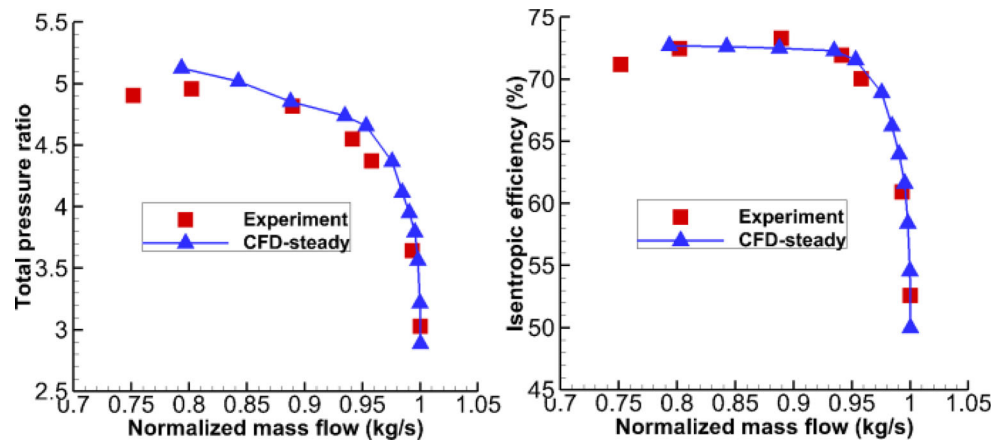 5.5
5
4.5
4
3.5
3
2.5
Total pressure ratio
Experiment
CFD-steady
0.7 0.75 0.8 0.85 0.9 0.95 1 1.05
Normalized mass flow (kg/s)
75
70
65
60
55
50
45
Isentropic efficiency (%)
Experiment
CFD-steady
0.7 0.75 0.8 0.85 0.9 0.95 1 1.05
Normalized mass flow (kg/s)